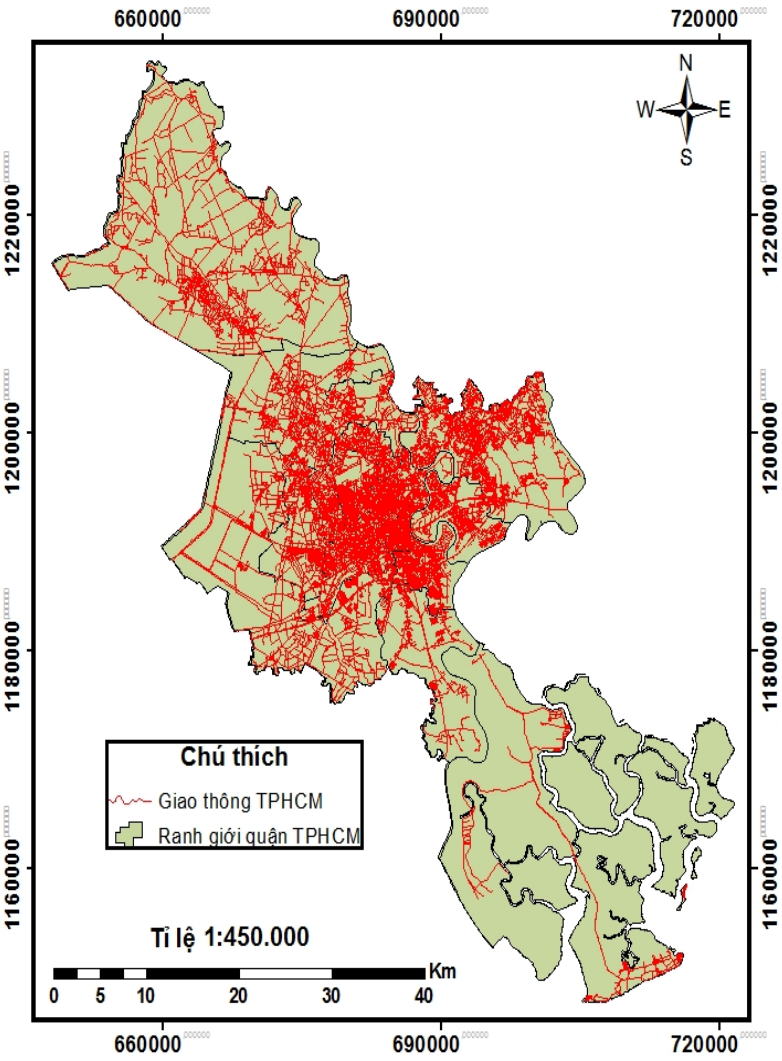 660000 690000 720000
N
W E
S
1220000 1220000
1200000 1200000
1180000 1180000
Chú thích
Giao thông TPHCM
Ranh giới quận TPHCM
1160000 1160000
Tỉ lệ 1:450.000
Km
0 5 10 20 30 40
660000 690000 720000